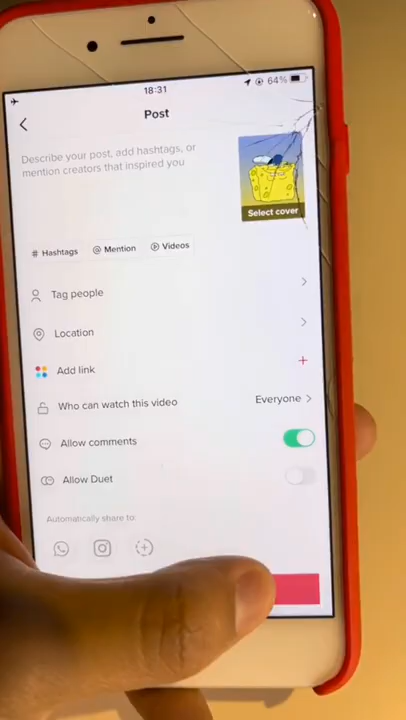 18:31
64%
Post
Describe your post, add hashtags, or
mention creators that inspired you
Select cover
# Hashtags
@ Mention
Videos
Tag people
Location
Add link
Who can watch this video
Everyone
Allow comments
Allow Duet
Automatically share to: